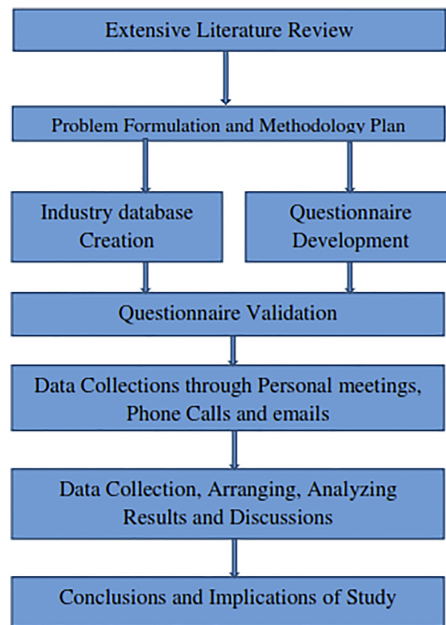 Extensive Literature Review
Problem Formulation and Methodology Plan
Industry database
Creation
Questionnaire
Development
Questionnaire Validation
Data Collections through Personal meetings,
Phone Calls and emails
Data Collection, Arranging, Analyzing
Results and Discussions
Conclusions and Implications of Study